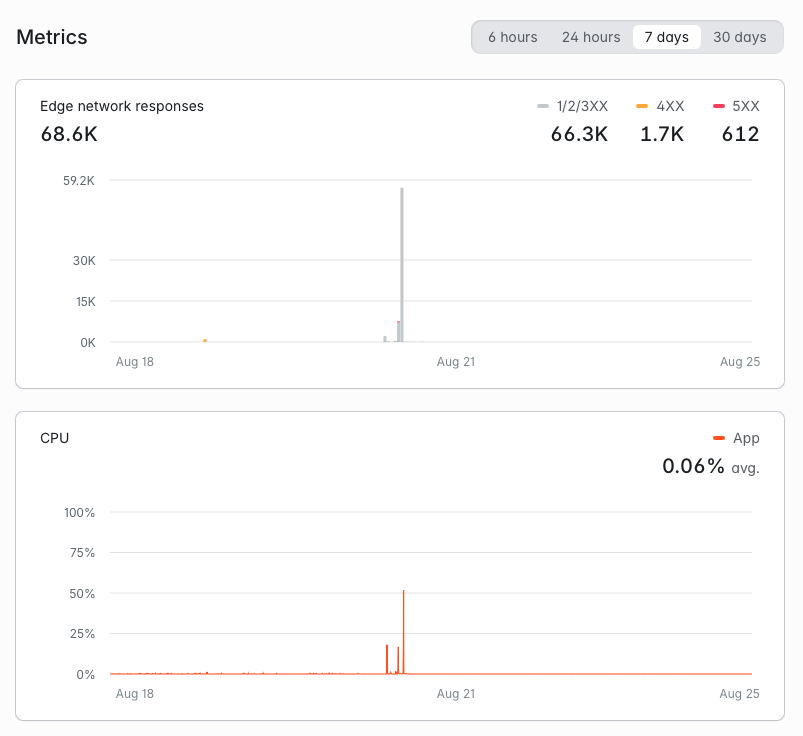 Metrics
6 hours 24 hours 7 days 30 days
Edge network responses
1/2/3XX 4XX 5XX
68.6K
66.3K 1.7K 612
59.2K
30K
15K
0K
Aug 18 Aug 21 Aug 25
CPU
App
0.06% avg.
100%
75%
50%
25%
0%
Aug 18 Aug 21 Aug 25